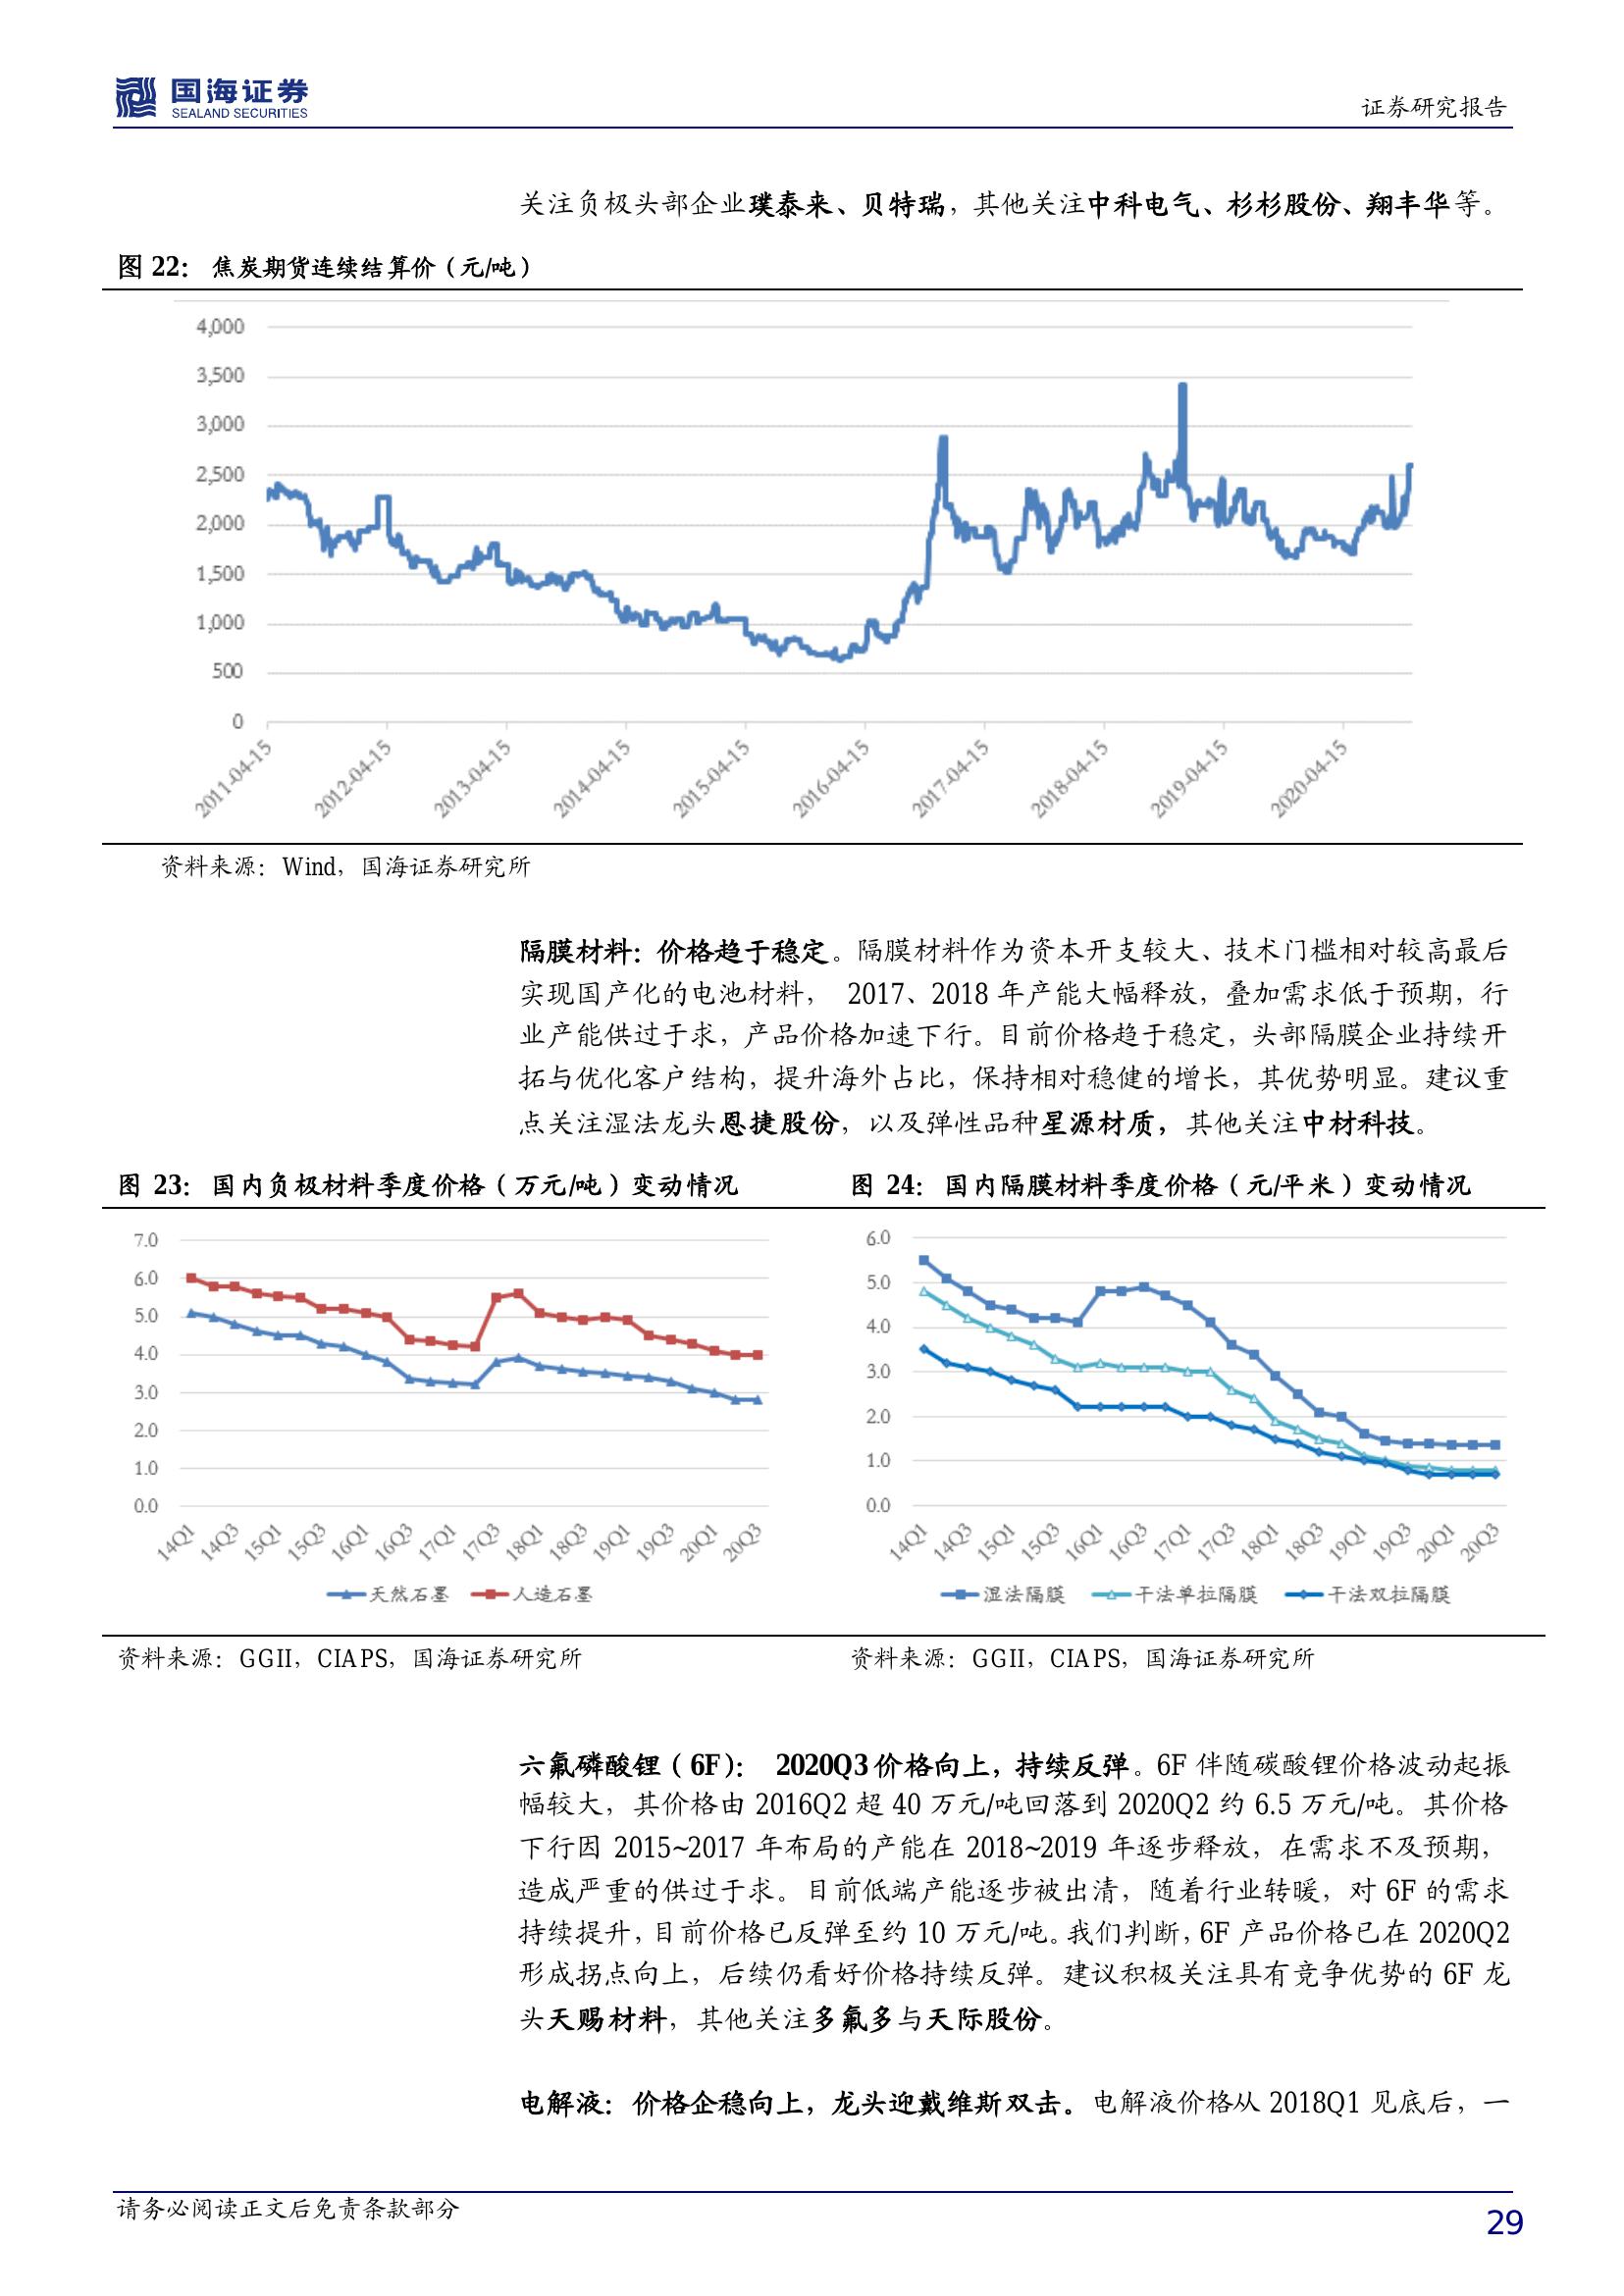 国海证券
SEALAND SECURITIES
证券研究报告
关注负极头部企业璞泰来、贝特瑞，其他关注中科电气、杉杉股份、翔丰华等。
图 22： 焦炭期货连续结算价（元/吨）
4,000
3,500
3,000
2,500
2,000
1,500
1,000
500
0
2011-04-15
2012-04-15
2013-04-15
2014-04-15
2015-04-15
2016-04-15
2017-04-15
2018-04-15
2019-04-15
2020-04-15
资料来源：Wind，国海证券研究所
隔膜材料：价格趋于稳定。隔膜材料作为资本开支较大、技术门槛相对较高最后
实现国产化的电池材料， 2017、2018 年产能大幅释放，叠加需求低于预期，行
业产能供过于求，产品价格加速下行。目前价格趋于稳定，头部隔膜企业持续开
拓与优化客户结构，提升海外占比，保持相对稳健的增长，其优势明显。建议重
点关注湿法龙头恩捷股份，以及弹性品种星源材质，其他关注中材科技。
图 23： 国内负极材料季度价格（万元/吨）变动情况
7.0
6.0
5.0
4.0
3.0
2.0
1.0
0.0
14Q1
14Q3
15Q1
15Q3
16Q1
16Q3
17Q1
17Q3
18Q1
18Q3
19Q1
19Q3
20Q1
20Q3
天然石墨 人造石墨
资料来源：GGII，CIAPS，国海证券研究所
图 24： 国内隔膜材料季度价格（元/平米）变动情况
6.0
5.0
4.0
3.0
2.0
1.0
0.0
14Q1
14Q3
15Q1
15Q3
16Q1
16Q3
17Q1
17Q3
18Q1
18Q3
19Q1
19Q3
20Q1
20Q3
湿法隔膜 干法单拉隔膜 干法双拉隔膜
资料来源：GGII，CIAPS，国海证券研究所
六氟磷酸锂（6F）： 2020Q3 价格向上，持续反弹。6F 伴随碳酸锂价格波动起振
幅较大，其价格由 2016Q2 超 40 万元/吨回落到 2020Q2 约 6.5 万元/吨。其价格
下行因 2015~2017 年布局的产能在 2018~2019 年逐步释放，在需求不及预期，
造成严重的供过于求。目前低端产能逐步被出清，随着行业转暖，对 6F 的需求
持续提升，目前价格已反弹至约 10 万元/吨。我们判断，6F 产品价格已在 2020Q2
形成拐点向上，后续仍看好价格持续反弹。建议积极关注具有竞争优势的 6F 龙
头天赐材料，其他关注多氟多与天际股份。
电解液：价格企稳向上，龙头迎戴维斯双击。电解液价格从 2018Q1 见底后，一
请务必阅读正文后免责条款部分
29